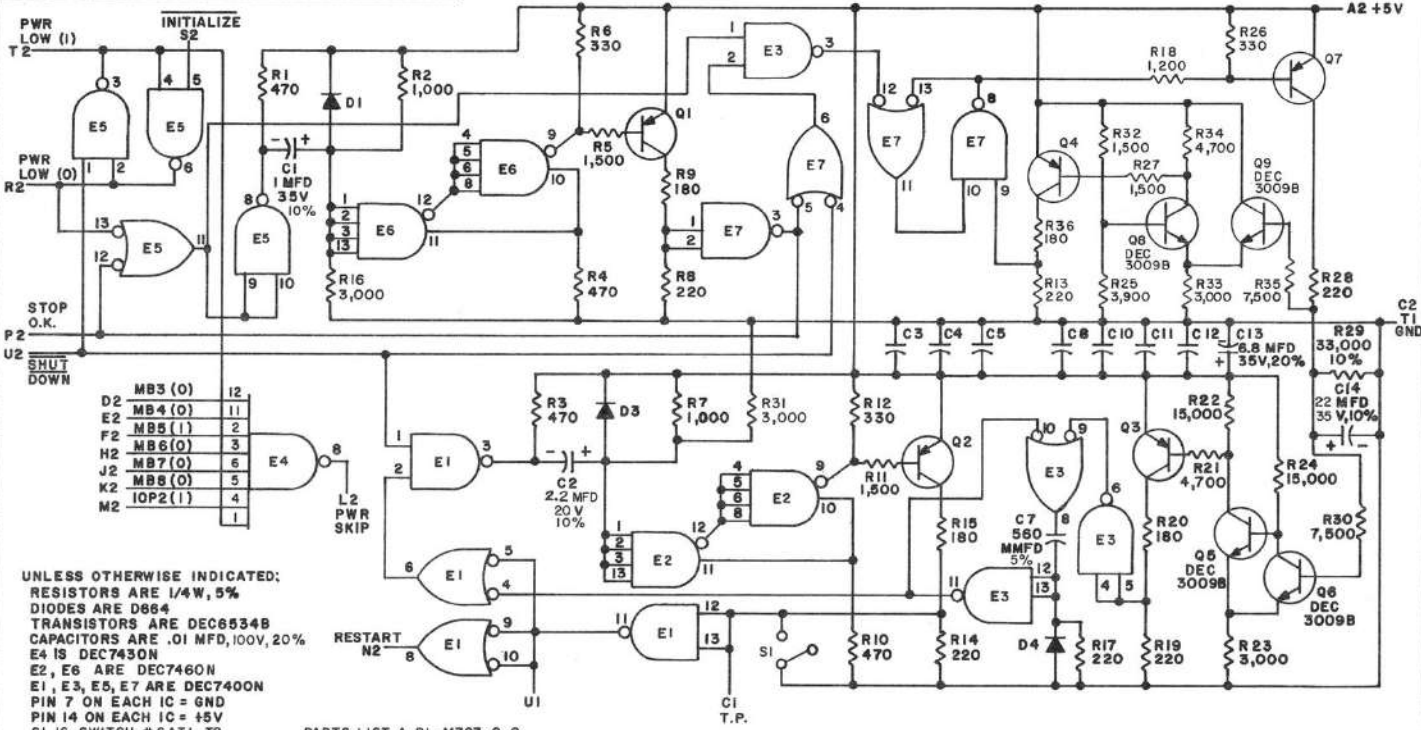 PWR
LOW (1)
T2
INITIALIZE
S2
A2 +5V
R1
470
D1
R2
1,000
R6
330
1
2
E3
3
R18
1,200
R26
330
Q7
3
E5
1
2
4
5
E5
6
PWR
LOW (0)
R2
C1
1 MFD
35V
10%
8
E5
9
10
13
12
E5
11
4
5
6
8
E6
9
10
R5
1,500
Q1
R9
180
1
2
3
13
E6
12
11
R16
3,000
R4
470
R8
220
1
2
E7
3
6
E7
5
4
12
13
E7
11
8
E7
10
9
Q4
R32
1,500
R34
4,700
R27
1,500
Q9
DEC
3009B
Q8
DEC
3009B
R36
180
R13
220
R25
3,900
R33
3,000
R35
7,500
R28
220
STOP
O.K.
P2
U2
SHUT
DOWN
C2
T1
GND
C3
C4
C5
C8
C10
C11
C12
C13
6.8 MFD
35V,20%
+
R29
33,000
10%
C14
22 MFD
35 V,10%
+ -
D2 MB3 (0) 12
E2 MB4 (0) 11
F2 MB5 (1) 2
H2 MB6 (0) 3
J2 MB7 (0) 6
K2 MB8 (0) 5
M2 IOP2 (1) 4
1
E4
8
L2
PWR
SKIP
1
2
E1
3
R3
470
D3
R7
1,000
R31
3,000
R12
330
- +
C2
2.2 MFD
20 V
10%
4
5
6
8
E2
9
10
R11
1,500
Q2
1
2
3
13
E2
12
11
R15
180
10
9
E3
8
C7
560
MMFD
5%
6
E3
4
5
Q3
R21
4,700
R22
15,000
R24
15,000
R20
180
Q5
DEC
3009B
Q6
DEC
3009B
R30
7,500
6
E1
5
4
11
E3
12
13
D4
R17
220
R19
220
R23
3,000
RESTART
N2
8
E1
9
10
11
E1
12
13
S1
R10
470
R14
220
U1
C1
T.P.
UNLESS OTHERWISE INDICATED:
RESISTORS ARE 1/4W, 5%
DIODES ARE D664
TRANSISTORS ARE DEC6534B
CAPACITORS ARE .01 MFD, 100V, 20%
E4 IS DEC7430N
E2, E6 ARE DEC7460N
E1, E3, E5, E7 ARE DEC7400N
PIN 7 ON EACH IC = GND
PIN 14 ON EACH IC = +5V